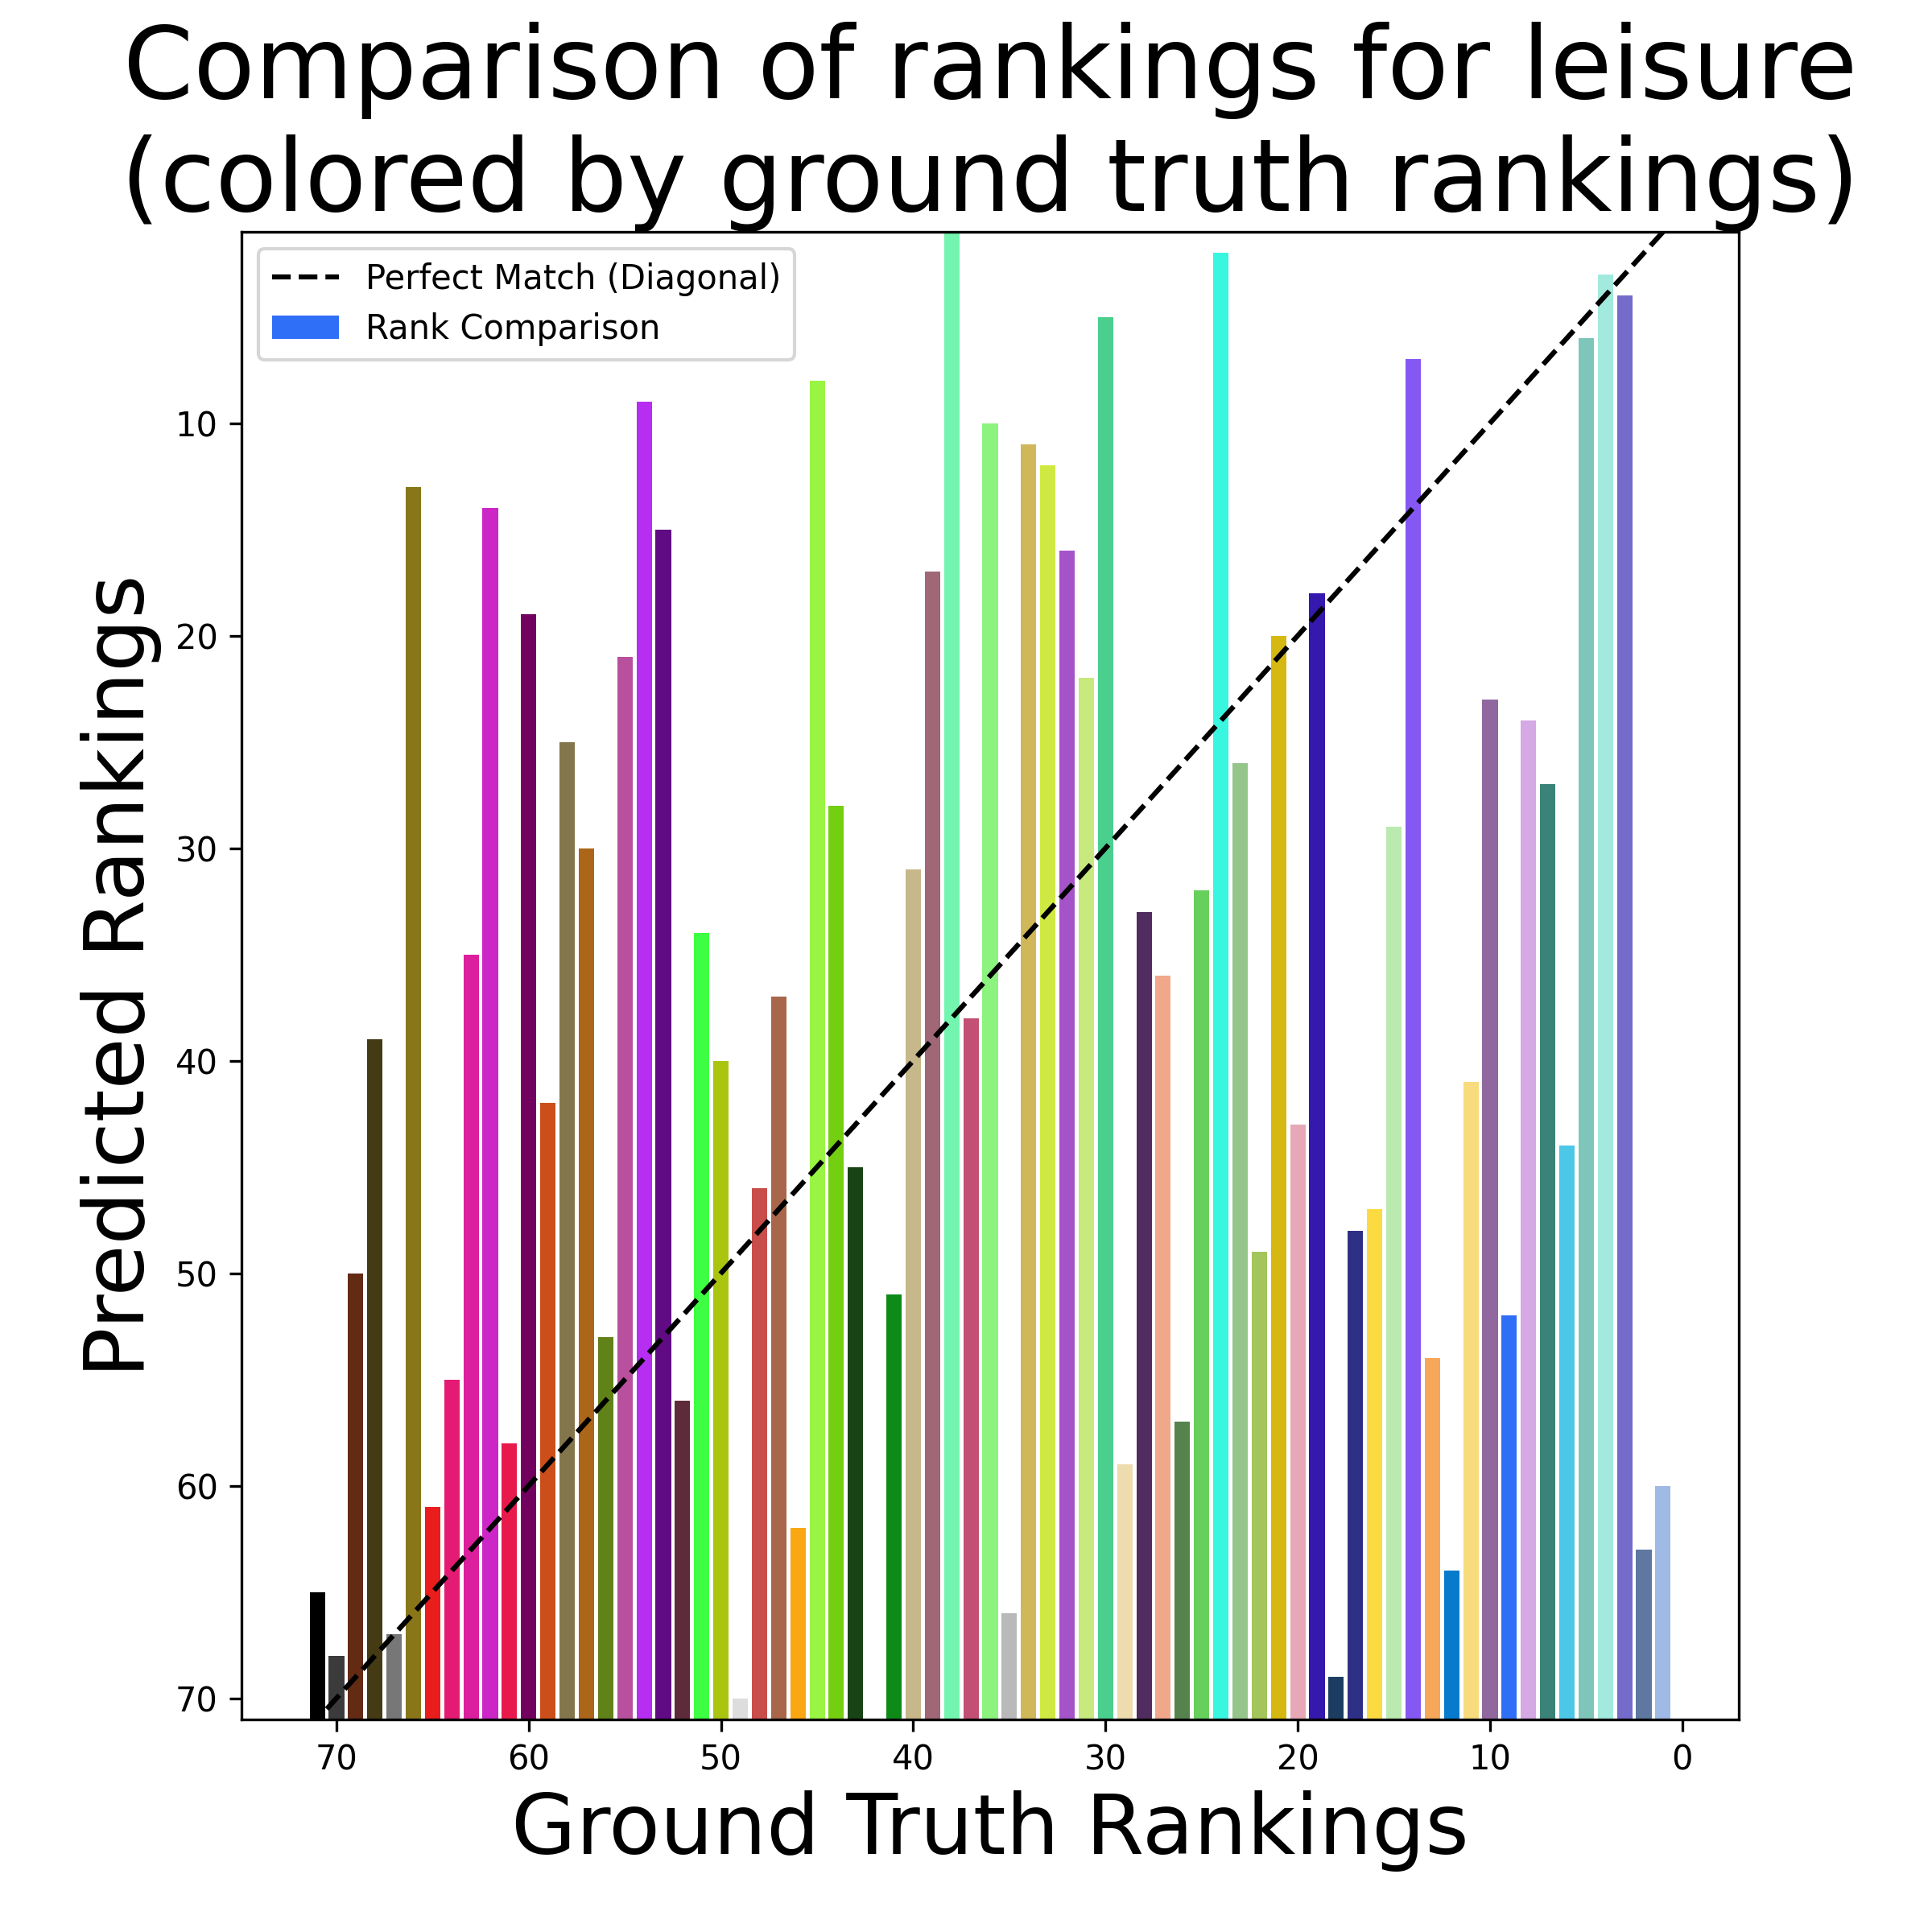 Comparison of rankings for leisure
(colored by ground truth rankings)
Perfect Match (Diagonal)
Rank Comparison
10
20
30
40
50
60
70
Predicted Rankings
70 60 50 40 30 20 10 0
Ground Truth Rankings